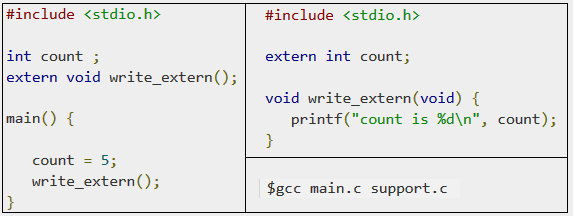 #include <stdio.h>
int count ;
extern void write_extern();
main() {
count = 5;
write_extern();
}
#include <stdio.h>
extern int count;
void write_extern(void) {
printf("count is %d\n", count);
}
$gcc main.c support.c